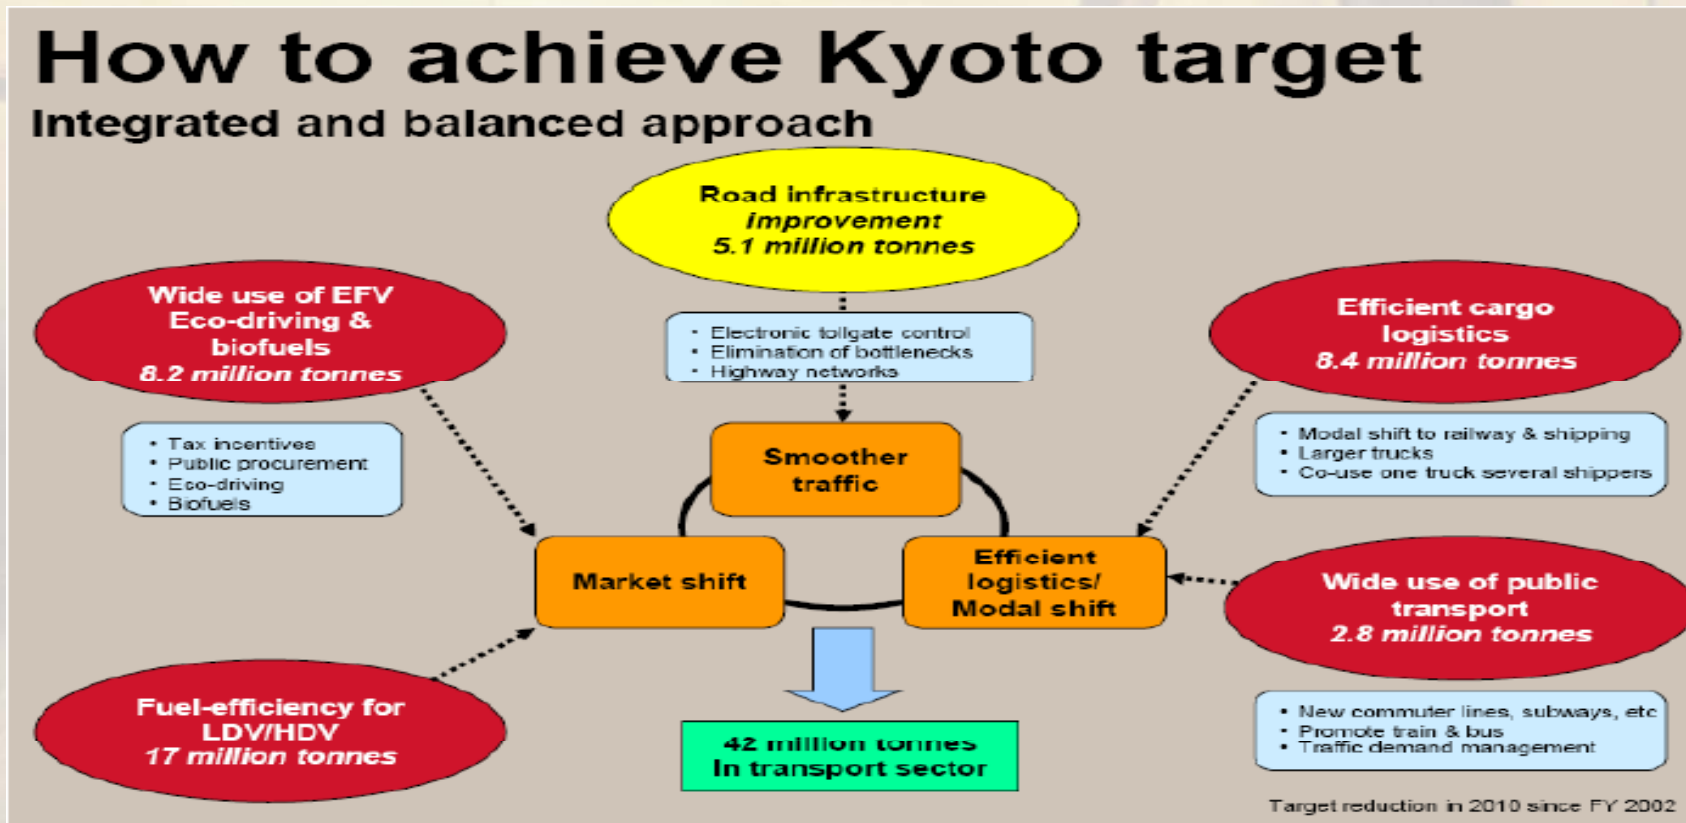 How to achieve Kyoto target
Integrated and balanced approach
Road infrastructure
improvement
5.1 million tonnes
• Electronic tollgate control
• Elimination of bottlenecks
• Highway networks
Wide use of EFV
Eco-driving &
biofuels
8.2 million tonnes
• Tax incentives
• Public procurement
• Eco-driving
• Biofuels
Efficient cargo
logistics
8.4 million tonnes
• Modal shift to railway & shipping
• Larger trucks
• Co-use one truck several shippers
Smoother
traffic
Market shift
Efficient
logistics/
Modal shift
Wide use of public
transport
2.8 million tonnes
• New commuter lines, subways, etc
• Promote train & bus
• Traffic demand management
Fuel-efficiency for
LDV/HDV
17 million tonnes
42 million tonnes
In transport sector
Target reduction in 2010 since FY 2002